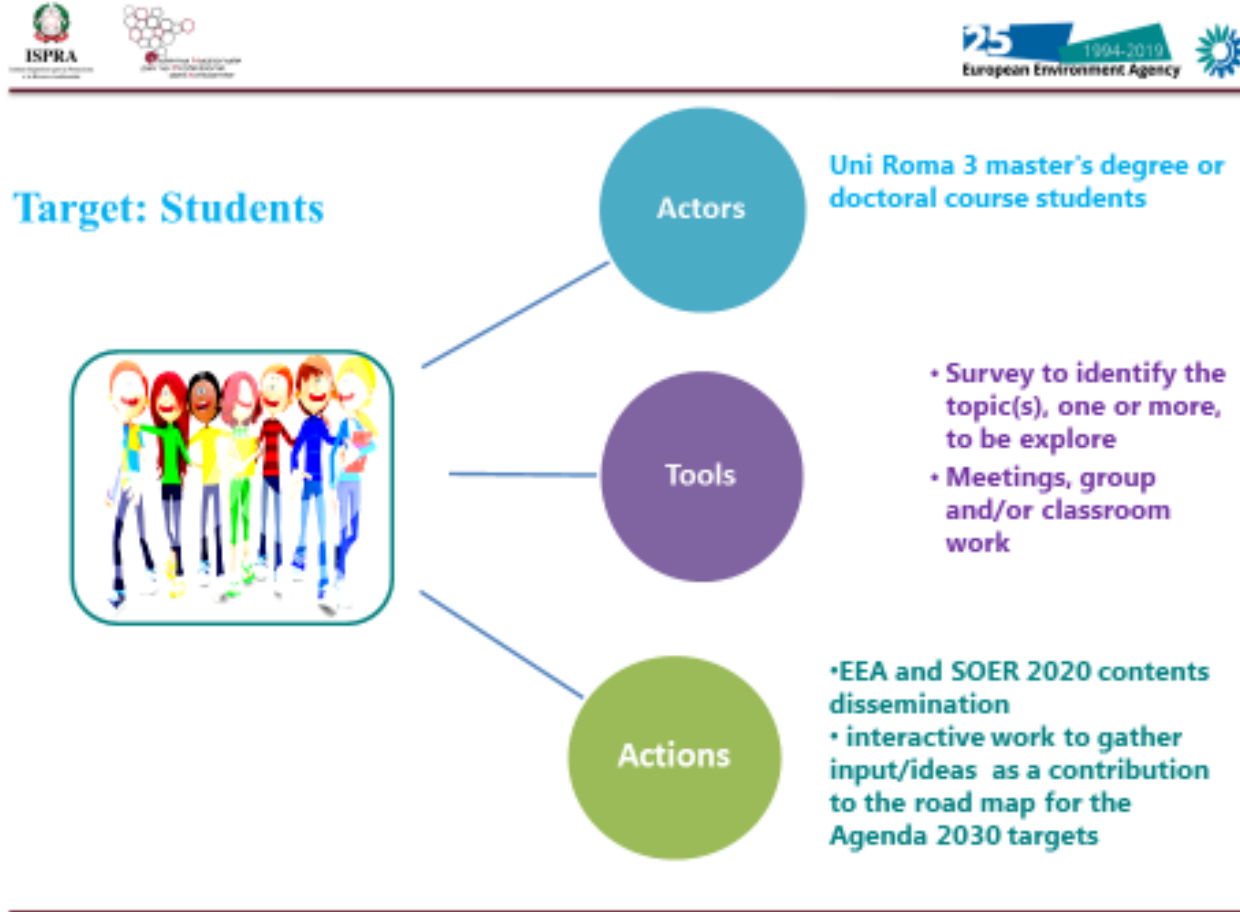 ISPRA
25
1994-2019
European Environment Agency
Target: Students
Actors
Uni Roma 3 master's degree or
doctoral course students
Tools
• Survey to identify the
topic(s), one or more,
to be explore
• Meetings, group
and/or classroom
work
Actions
•EEA and SOER 2020 contents
dissemination
• interactive work to gather
input/ideas as a contribution
to the road map for the
Agenda 2030 targets